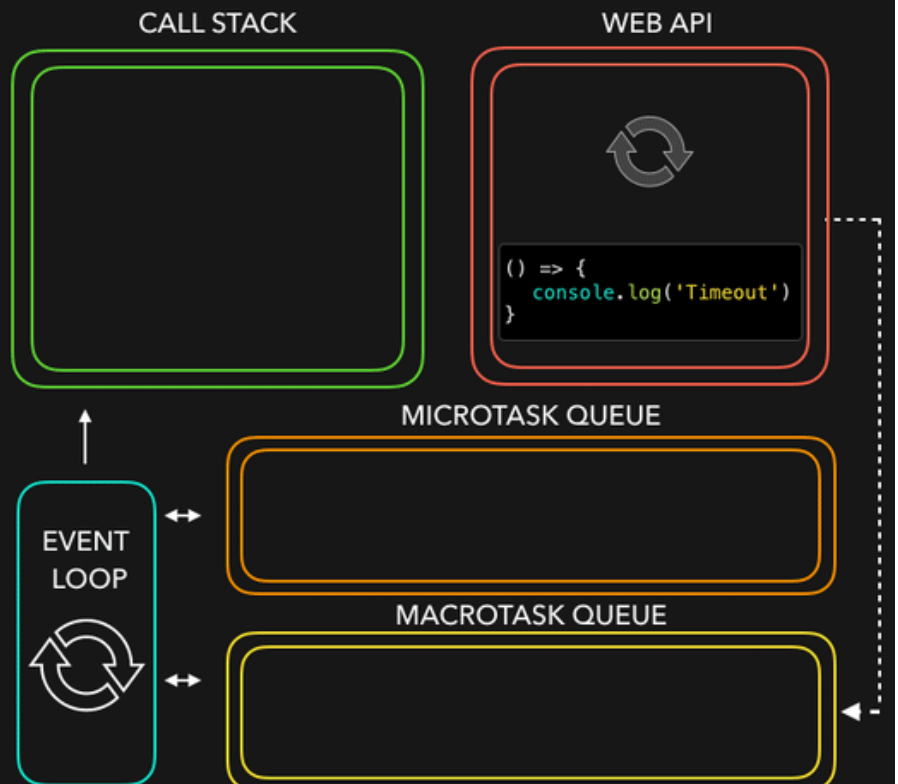 CALL STACK
WEB API
() => {
console.log('Timeout')
}
MICROTASK QUEUE
EVENT
LOOP
MACROTASK QUEUE